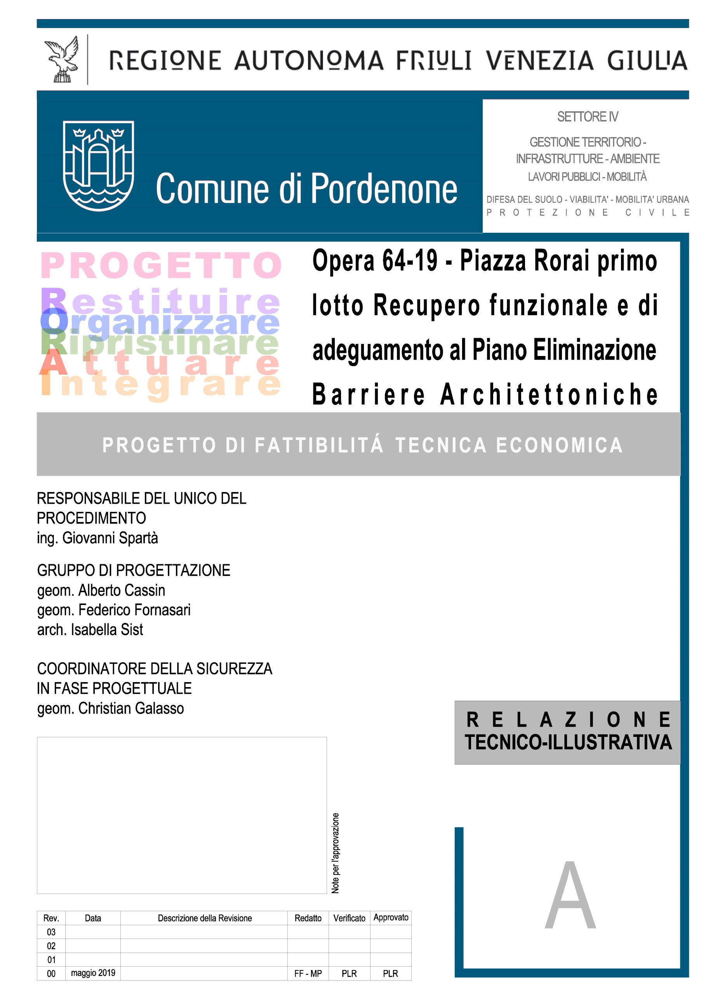 REGIONE AUTONOMA FRIULI VENEZIA GIULIA
Comune di Pordenone
SETTORE IV
GESTIONE TERRITORIO -
INFRASTRUTTURE - AMBIENTE
LAVORI PUBBLICI - MOBILITÀ
DIFESA DEL SUOLO - VIABILITA' - MOBILITA' URBANA
PROTEZIONE CIVILE
PROGETTO
Restituire
Organizzare
Ripristinare
Attuare
Integrare
Opera 64-19 - Piazza Rorai primo
lotto Recupero funzionale e di
adeguamento al Piano Eliminazione
Barriere Architettoniche
PROGETTO DI FATTIBILITÁ TECNICA ECONOMICA
RESPONSABILE DEL UNICO DEL
PROCEDIMENTO
ing. Giovanni Spartà
GRUPPO DI PROGETTAZIONE
geom. Alberto Cassin
geom. Federico Fornasari
arch. Isabella Sist
COORDINATORE DELLA SICUREZZA
IN FASE PROGETTUALE
geom. Christian Galasso
RELAZIONE
TECNICO-ILLUSTRATIVA
Note per l'approvazione
A
Rev. Data Descrizione della Revisione Redatto Verificato Approvato
03
02
01
00 maggio 2019 FF - MP PLR PLR